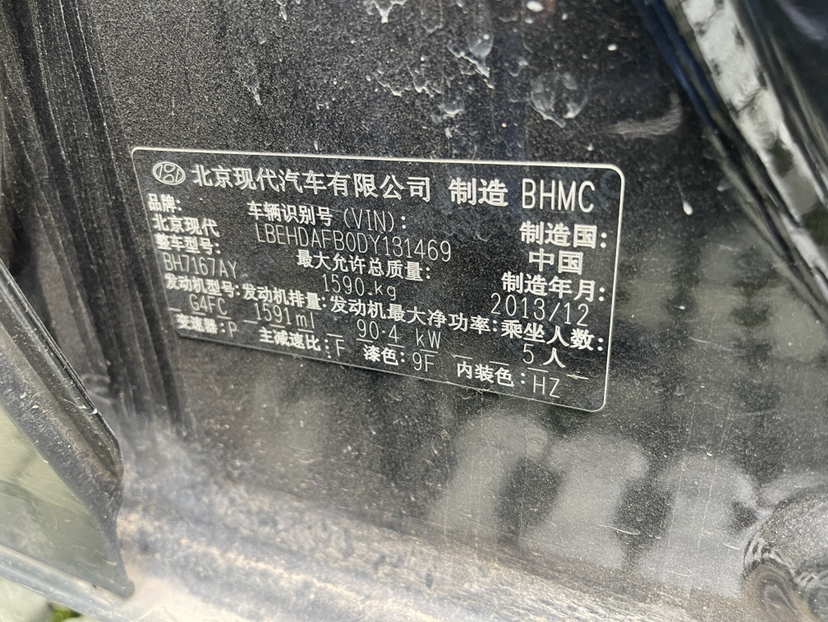 北京现代汽车有限公司 制造 BHMC
品牌: 车辆识别号 (VIN): 制造国:
北京现代 LBEHDAFB0DY131469 中国
整车型号: 最大允许总质量: 制造年月:
BH7167AY 1590.kg 2013/12
发动机型号: 发动机排量: 发动机最大净功率: 乘坐人数:
G4FC 1591ml 90.4 kW 5人
变速器: P 主减速比: F 漆色: 9F 内装色: HZ